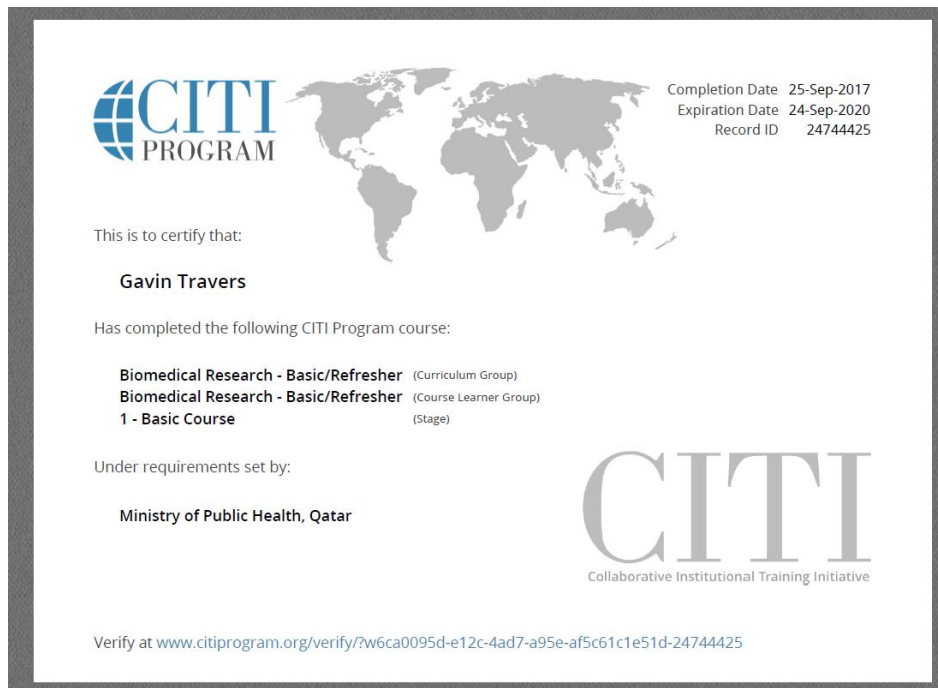 CITI
PROGRAM
Completion Date 25-Sep-2017
Expiration Date 24-Sep-2020
Record ID 24744425
This is to certify that:
Gavin Travers
Has completed the following CITI Program course:
Biomedical Research - Basic/Refresher (Curriculum Group)
Biomedical Research - Basic/Refresher (Course Learner Group)
1 - Basic Course (Stage)
Under requirements set by:
Ministry of Public Health, Qatar
CITI
Collaborative Institutional Training Initiative
Verify at www.citiprogram.org/verify/?w6ca0095d-e12c-4ad7-a95e-af5c61c1e51d-24744425